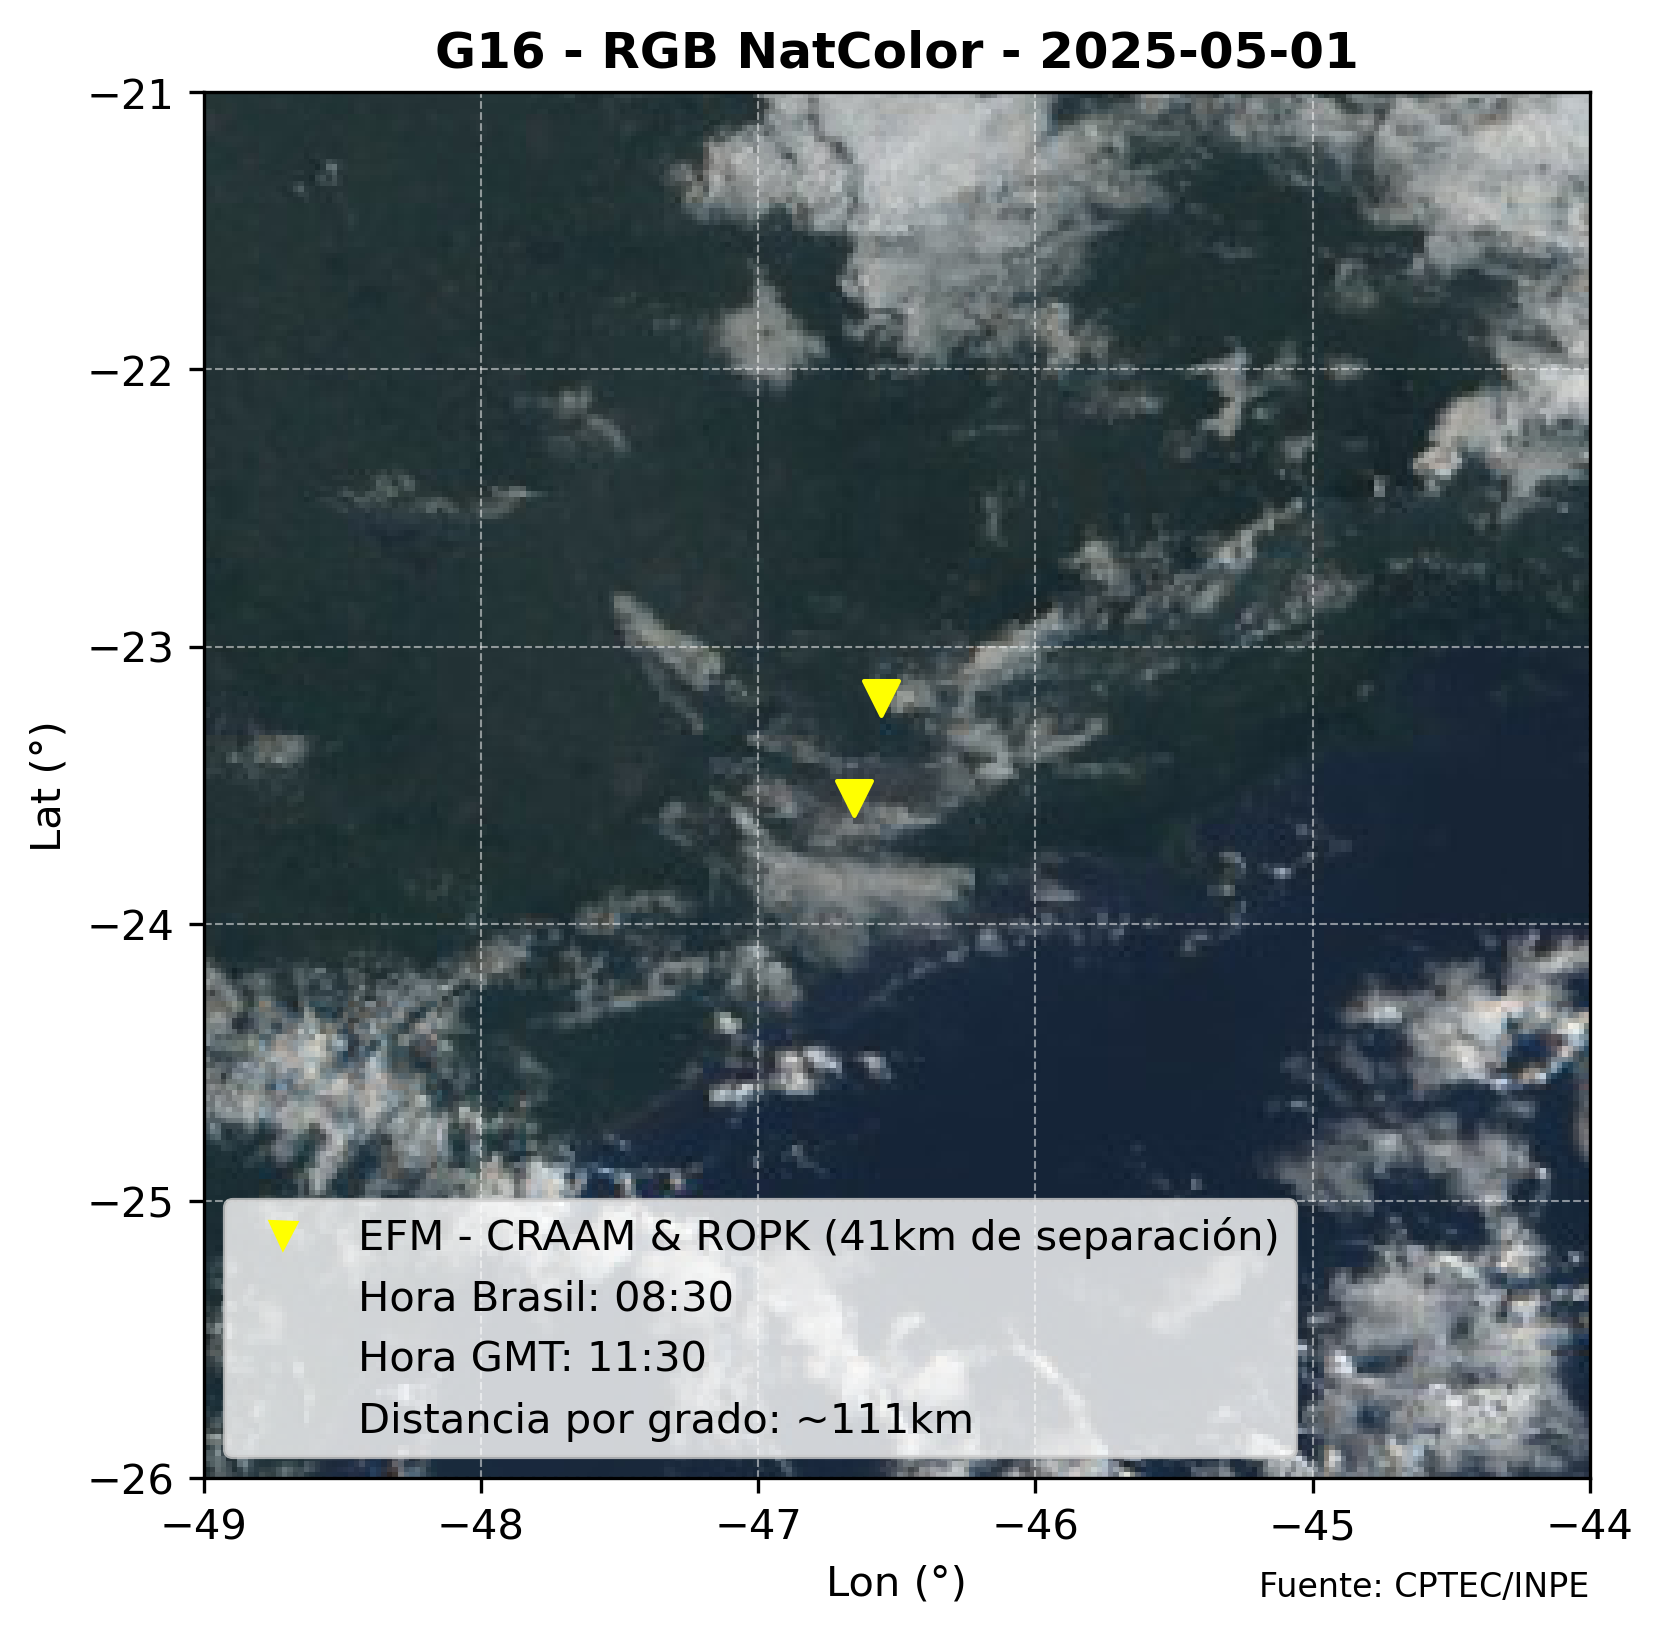 G16 - RGB NatColor - 2025-05-01
−21
−22
−23
−24
−25
−26
Lat (°)
EFM - CRAAM & ROPK (41km de separación)
Hora Brasil: 08:30
Hora GMT: 11:30
Distancia por grado: ~111km
−49 −48 −47 −46 −45 −44
Lon (°)
Fuente: CPTEC/INPE